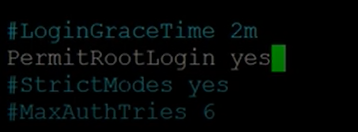 #LoginGraceTime 2m
PermitRootLogin yes
#StrictModes yes
#MaxAuthTries 6